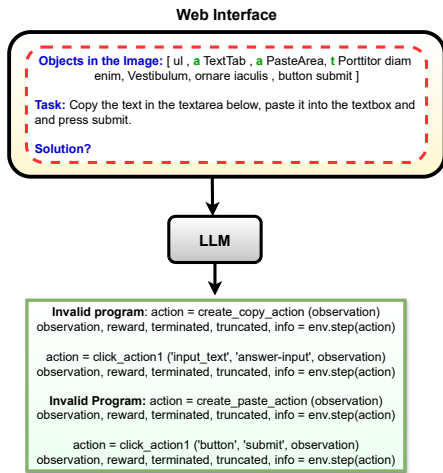 Web Interface
Objects in the Image: [ ul , a TextTab , a PasteArea, t Porttitor diam
enim, Vestibulum, ornare iaculis , button submit ]
Task: Copy the text in the textarea below, paste it into the textbox and
and press submit.
Solution?
LLM
Invalid program: action = create_copy_action (observation)
observation, reward, terminated, truncated, info = env.step(action)
action = click_action1 ('input_text', 'answer-input', observation)
observation, reward, terminated, truncated, info = env.step(action)
Invalid Program: action = create_paste_action (observation)
observation, reward, terminated, truncated, info = env.step(action)
action = click_action1 ('button', 'submit', observation)
observation, reward, terminated, truncated, info = env.step(action)